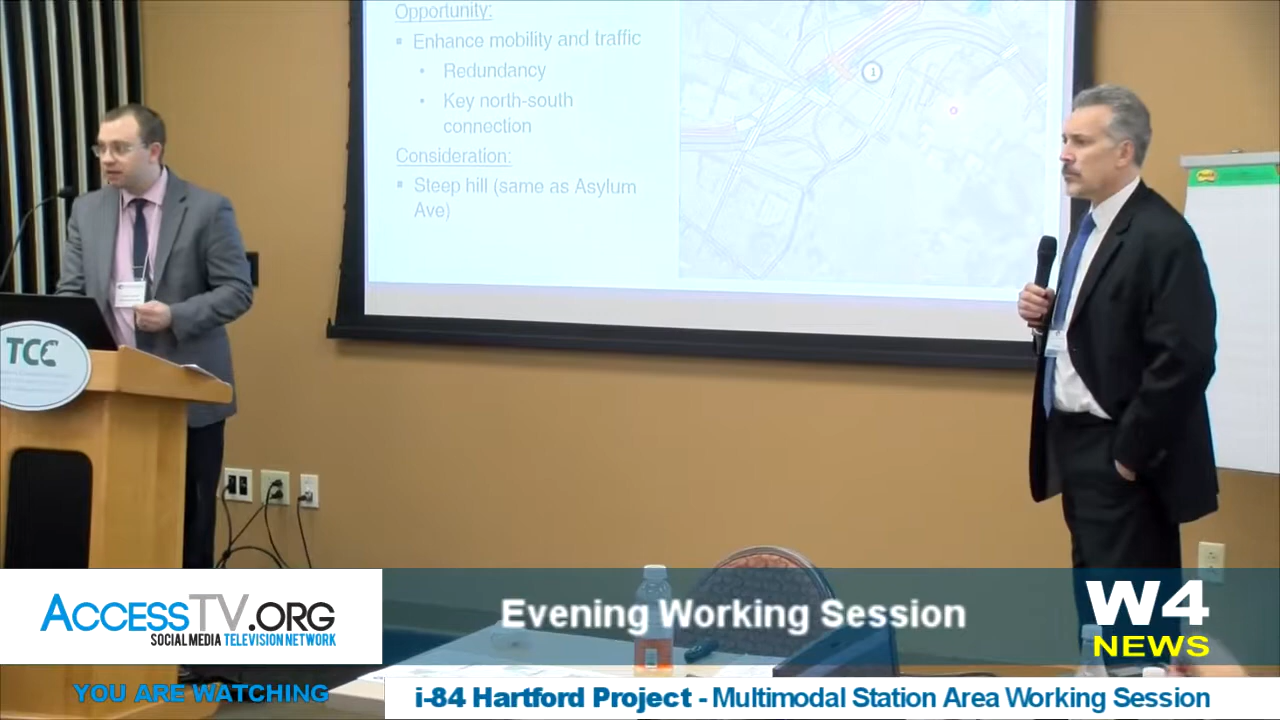 Opportunity:
▪ Enhance mobility and traffic
• Redundancy
• Key north-south
connection
Consideration:
▪ Steep hill (same as Asylum
Ave)
1
TCC
ACCESSTV.ORG
SOCIAL MEDIA TELEVISION NETWORK
Evening Working Session
W4
NEWS
YOU ARE WATCHING
i-84 Hartford Project - Multimodal Station Area Working Session